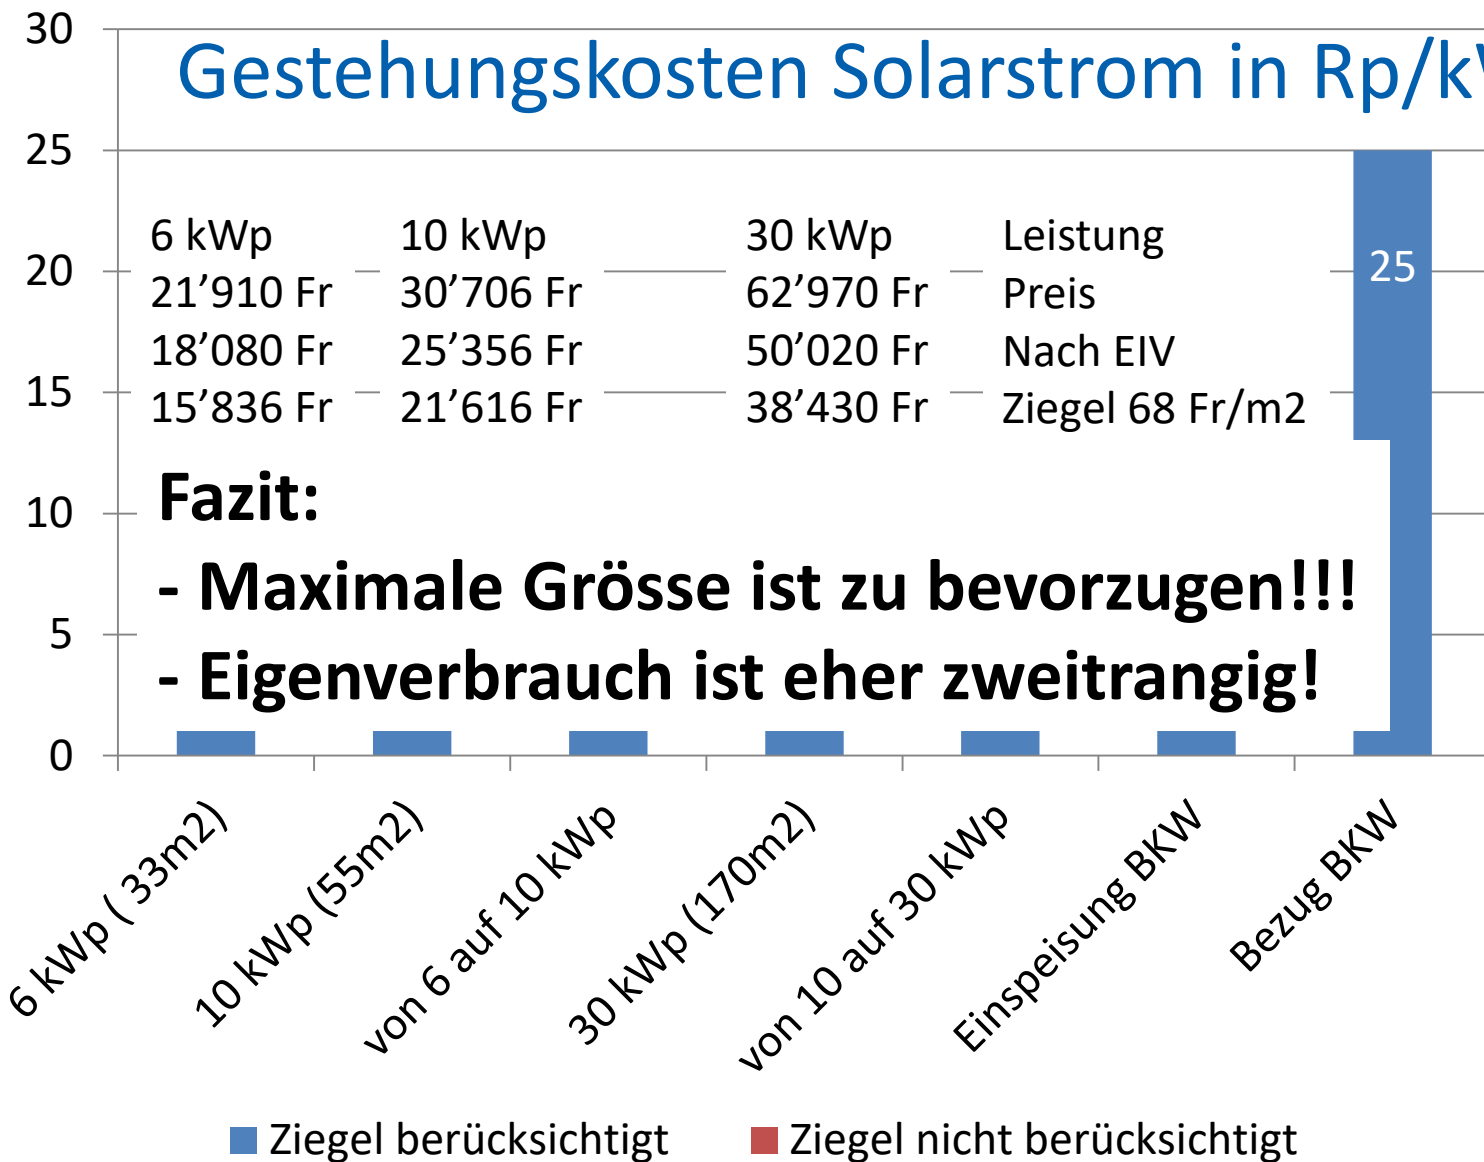 30
Gestehungskosten Solarstrom in Rp/k
25
6 kWp 10 kWp 30 kWp Leistung
20
25
21’910 Fr 30’706 Fr 62’970 Fr Preis
18’080 Fr 25’356 Fr 50’020 Fr Nach EIV
15
15’836 Fr 21’616 Fr 38’430 Fr Ziegel 68 Fr/m2
Fazit:
10
- Maximale Grösse ist zu bevorzugen!!!
5
- Eigenverbrauch ist eher zweitrangig!
0
6 kWp ( 33m2)
10 kWp (55m2)
von 6 auf 10 kWp
30 kWp (170m2)
von 10 auf 30 kWp
Einspeisung BKW
Bezug BKW
Ziegel berücksichtigt Ziegel nicht berücksichtigt